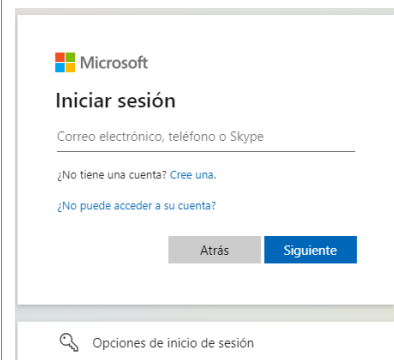 Microsoft
Iniciar sesión
Correo electrónico, teléfono o Skype
¿No tiene una cuenta? Cree una.
¿No puede acceder a su cuenta?
Atrás Siguiente
Opciones de inicio de sesión